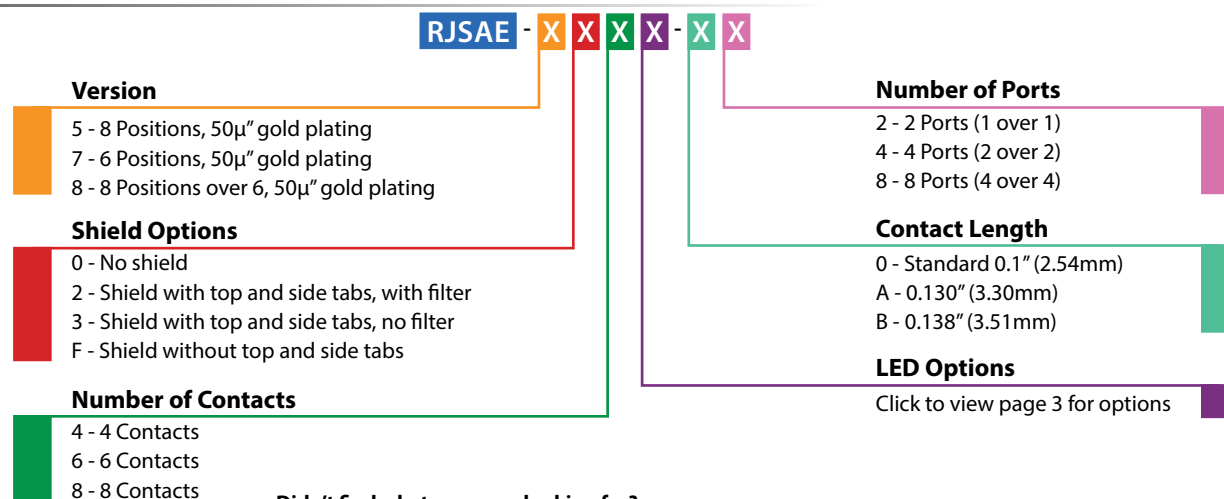 RJSAE - X X X X - X X
Version
5 - 8 Positions, 50µ” gold plating
7 - 6 Positions, 50µ” gold plating
8 - 8 Positions over 6, 50µ” gold plating
Shield Options
0 - No shield
2 - Shield with top and side tabs, with filter
3 - Shield with top and side tabs, no filter
F - Shield without top and side tabs
Number of Contacts
4 - 4 Contacts
6 - 6 Contacts
8 - 8 Contacts
Number of Ports
2 - 2 Ports (1 over 1)
4 - 4 Ports (2 over 2)
8 - 8 Ports (4 over 4)
Contact Length
0 - Standard 0.1” (2.54mm)
A - 0.130” (3.30mm)
B - 0.138” (3.51mm)
LED Options
Click to view page 3 for options